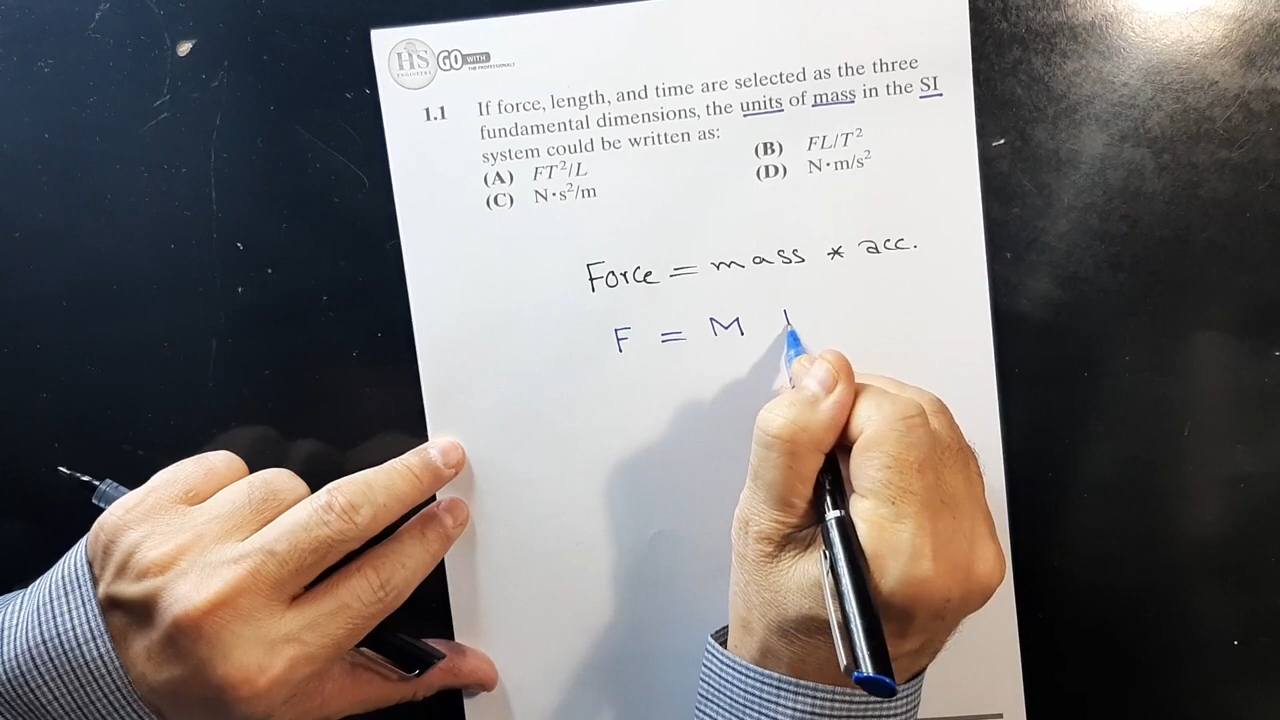 HS GO WITH
ENGINEERS THE PROFESSIONALS
1.1 If force, length, and time are selected as the three
fundamental dimensions, the units of mass in the SI
system could be written as:
(A) FT²/L (B) FL/T²
(C) N·s²/m (D) N·m/s²
Force = mass * acc.
F = M